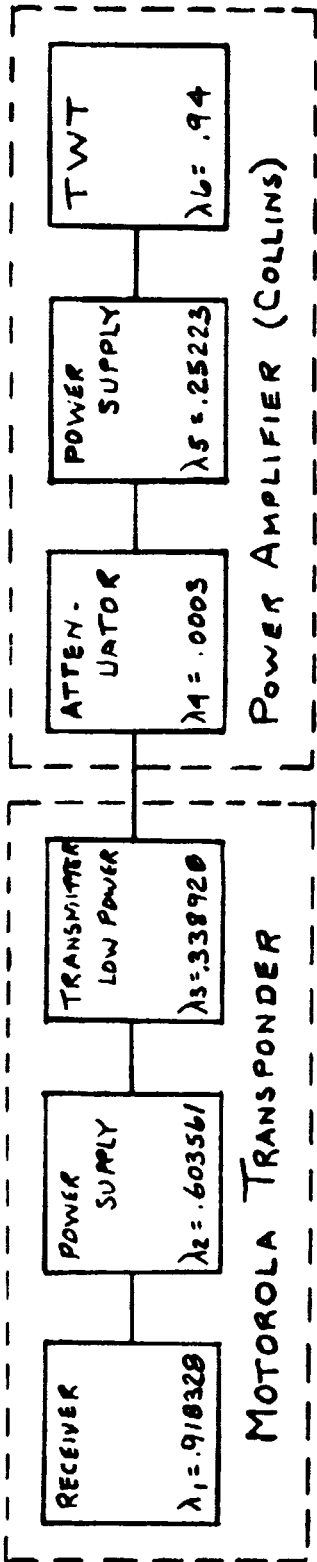 RECEIVER
λ1=.918328
POWER
SUPPLY
λ2=.603561
TRANSMITTER
LOW POWER
λ3=.338920
MOTOROLA TRANSPONDER
ATTEN-
UATOR
λ4=.0003
POWER
SUPPLY
λ5=.25223
TWT
λ6=.94
POWER AMPLIFIER (COLLINS)